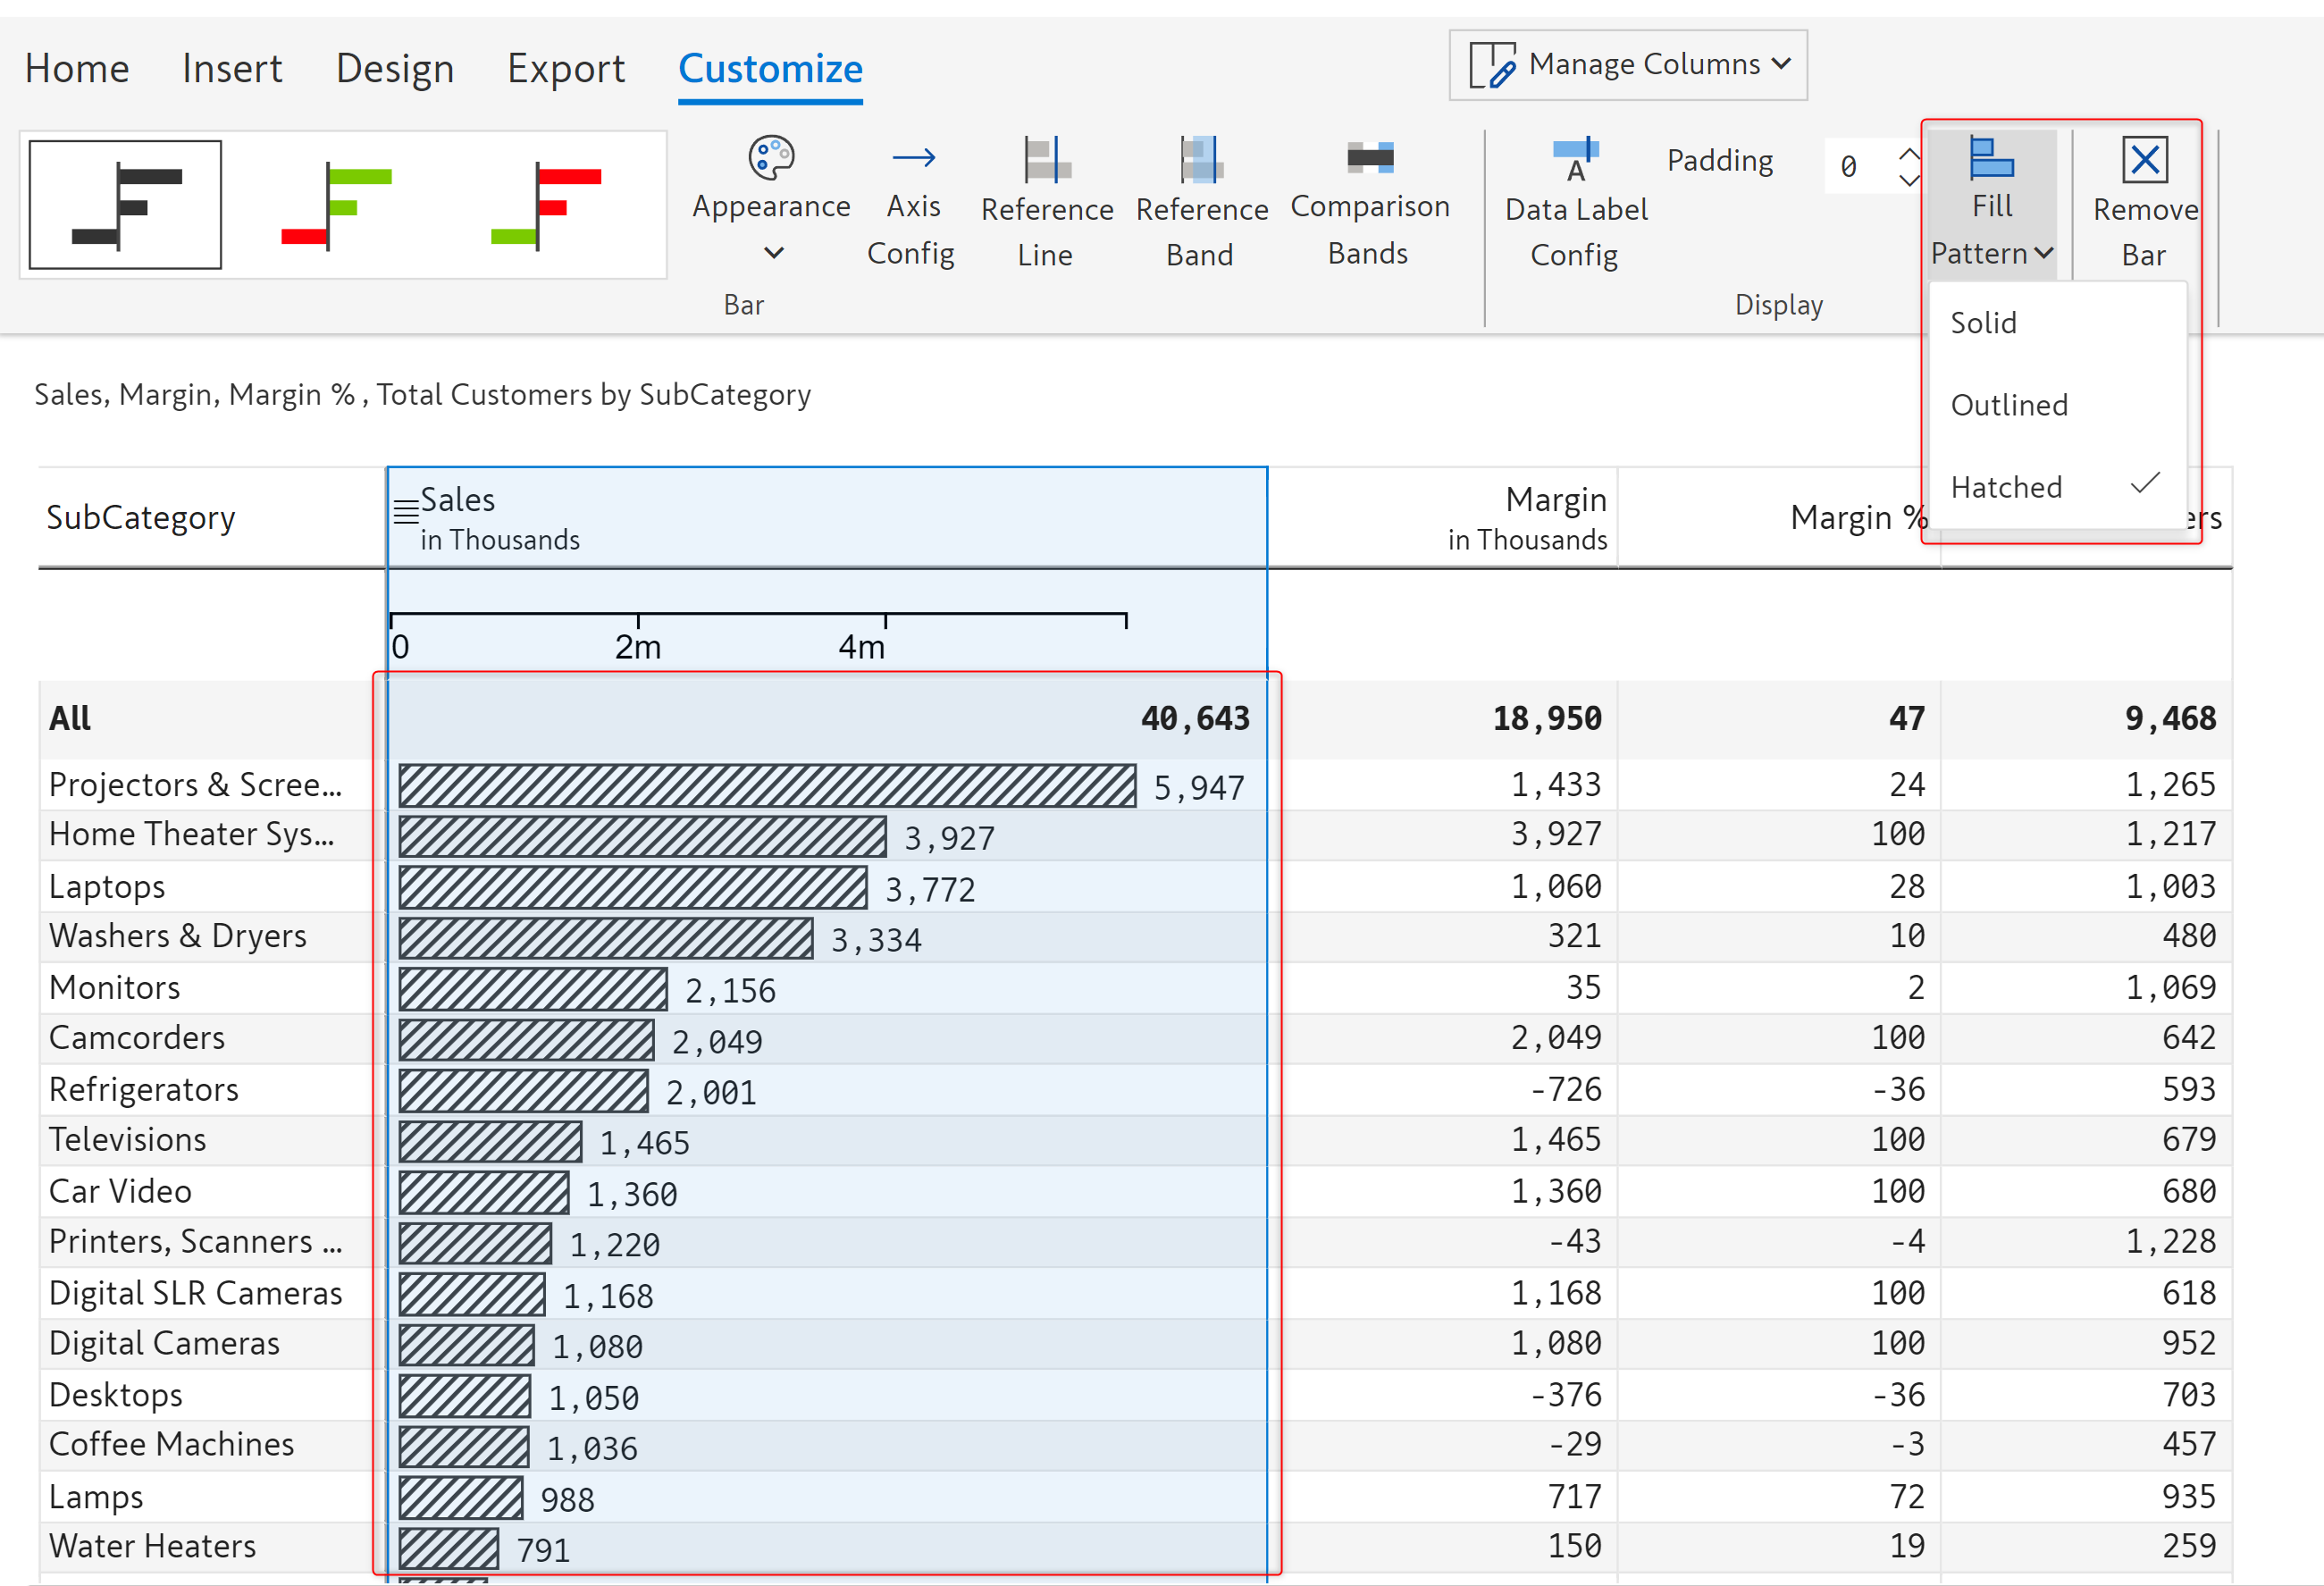 Home Insert Design Export Customize
Manage Columns
Appearance
Axis
Config
Reference
Line
Reference
Band
Comparison
Bands
Bar
Data Label
Config
Padding 0
Display
Fill
Pattern
Remove
Bar
Solid
Outlined
Hatched
Sales, Margin, Margin % , Total Customers by SubCategory
SubCategory
Sales
in Thousands
Margin
in Thousands
Margin %
ers
0 2m 4m
All 40,643 18,950 47 9,468
Projectors & Scree... 5,947 1,433 24 1,265
Home Theater Sys... 3,927 3,927 100 1,217
Laptops 3,772 1,060 28 1,003
Washers & Dryers 3,334 321 10 480
Monitors 2,156 35 2 1,069
Camcorders 2,049 2,049 100 642
Refrigerators 2,001 -726 -36 593
Televisions 1,465 1,465 100 679
Car Video 1,360 1,360 100 680
Printers, Scanners ... 1,220 -43 -4 1,228
Digital SLR Cameras 1,168 1,168 100 618
Digital Cameras 1,080 1,080 100 952
Desktops 1,050 -376 -36 703
Coffee Machines 1,036 -29 -3 457
Lamps 988 717 72 935
Water Heaters 791 150 19 259